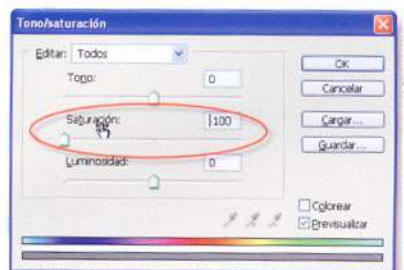 Tono/saturación
Editar: Todos
OK
Tono: 0
Cancelar
Saturación: -100
Cargar...
Guardar...
Luminosidad: 0
Colorear
Previsualizar